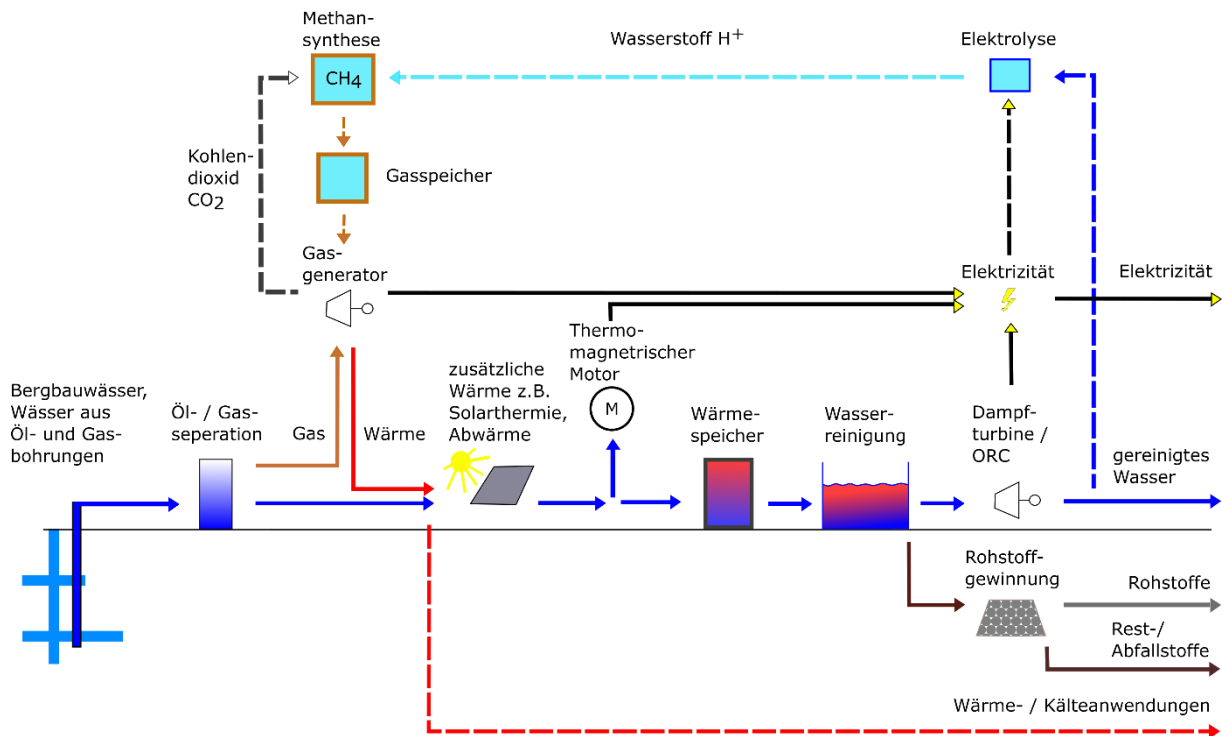 Methan-
synthese
CH4
Wasserstoff H+
Elektrolyse
Kohlen-
dioxid
CO2
Gasspeicher
Gas-
generator
Elektrizität
Elektrizität
Thermo-
magnetrischer
Motor
M
zusätzliche
Wärme z.B.
Solarthermie,
Abwärme
Bergbauwässer,
Wässer aus
Öl- und Gas-
bohrungen
Öl- / Gas-
seperation
Gas
Wärme
Wärme-
speicher
Wasser-
reinigung
Dampf-
turbine /
ORC
gereinigtes
Wasser
Rohstoff-
gewinnung
Rohstoffe
Rest-/
Abfallstoffe
Wärme- / Kälteanwendungen